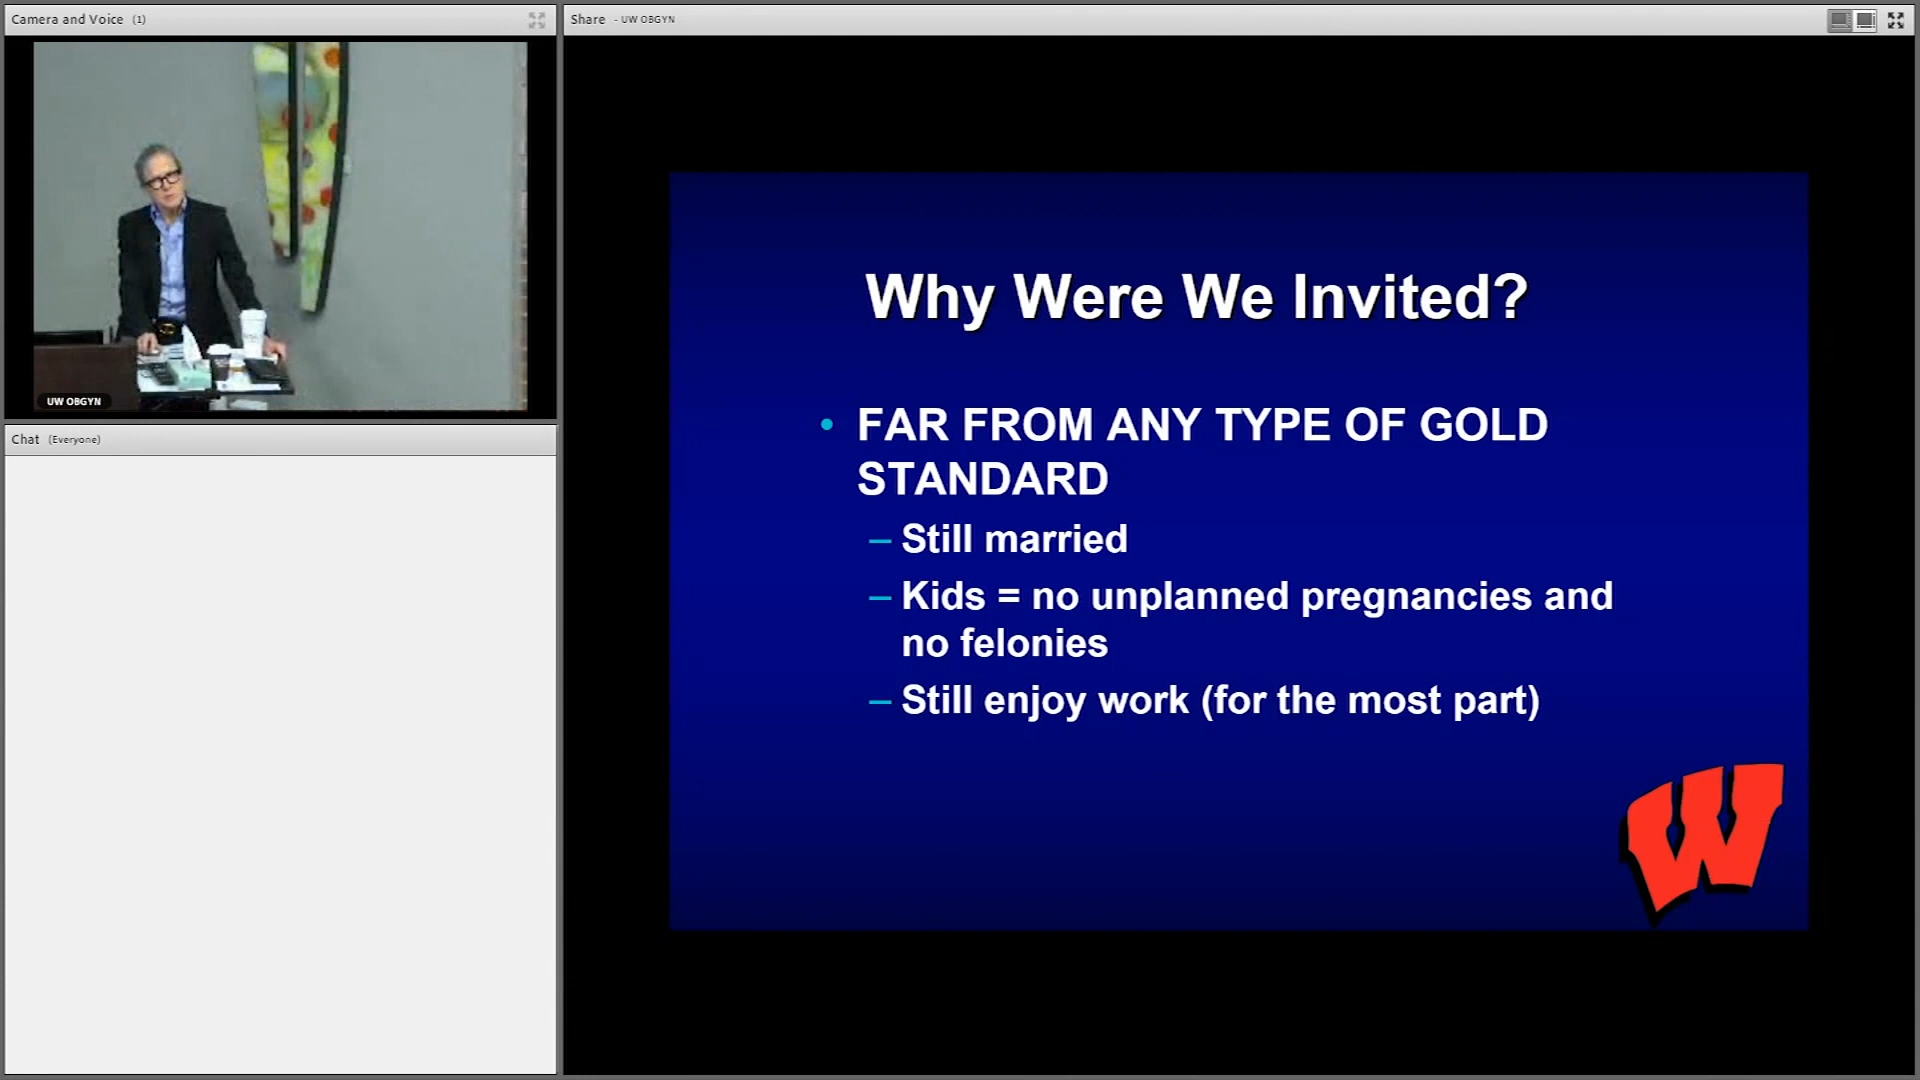 Camera and Voice (1)
UW OBGYN
Chat (Everyone)
Share - UW OBGYN
Why Were We Invited?
• FAR FROM ANY TYPE OF GOLD
STANDARD
– Still married
– Kids = no unplanned pregnancies and
no felonies
– Still enjoy work (for the most part)
W